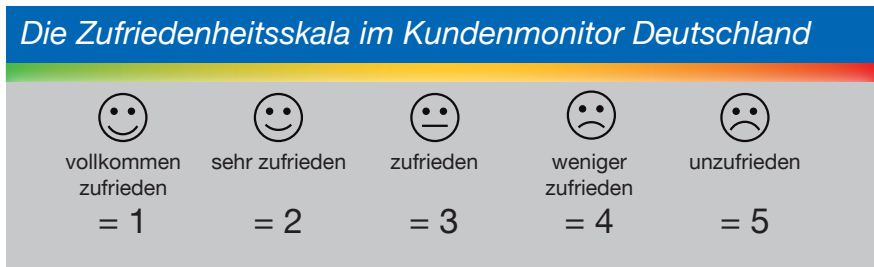 Die Zufriedenheitsskala im Kundenmonitor Deutschland
vollkommen zufrieden
= 1
sehr zufrieden
= 2
zufrieden
= 3
weniger zufrieden
= 4
unzufrieden
= 5